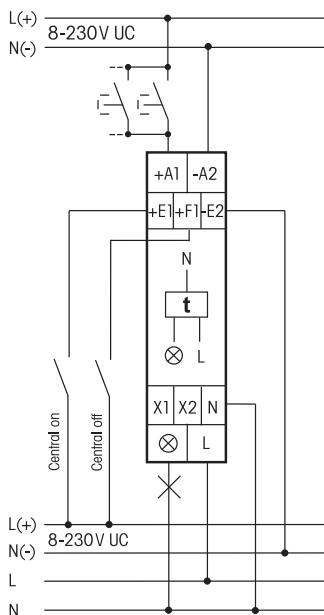 L(+)
8-230V UC
N(-)
+A1 -A2
+E1 +F1 -E2
N
t
L
X1 X2 N
L
Central on
Central off
L(+)
8-230V UC
N(-)
L
N